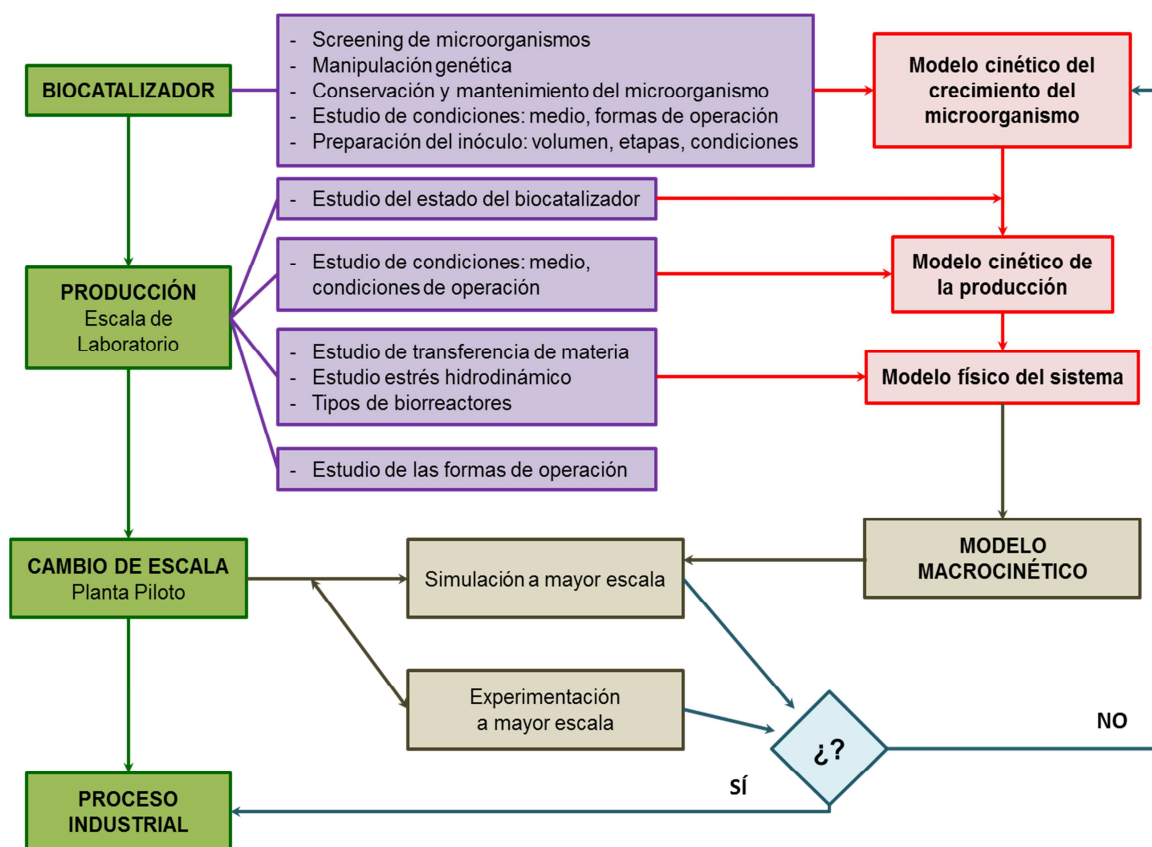 BIOCATALIZADOR
- Screening de microorganismos
- Manipulación genética
- Conservación y mantenimiento del microorganismo
- Estudio de condiciones: medio, formas de operación
- Preparación del inóculo: volumen, etapas, condiciones
Modelo cinético del
crecimiento del
microorganismo
- Estudio del estado del biocatalizador
PRODUCCIÓN
Escala de
Laboratorio
- Estudio de condiciones: medio,
condiciones de operación
Modelo cinético de
la producción
- Estudio de transferencia de materia
- Estudio estrés hidrodinámico
- Tipos de biorreactores
Modelo físico del sistema
- Estudio de las formas de operación
CAMBIO DE ESCALA
Planta Piloto
Simulación a mayor escala
MODELO
MACROCINÉTICO
Experimentación
a mayor escala
¿?
NO
SÍ
PROCESO
INDUSTRIAL